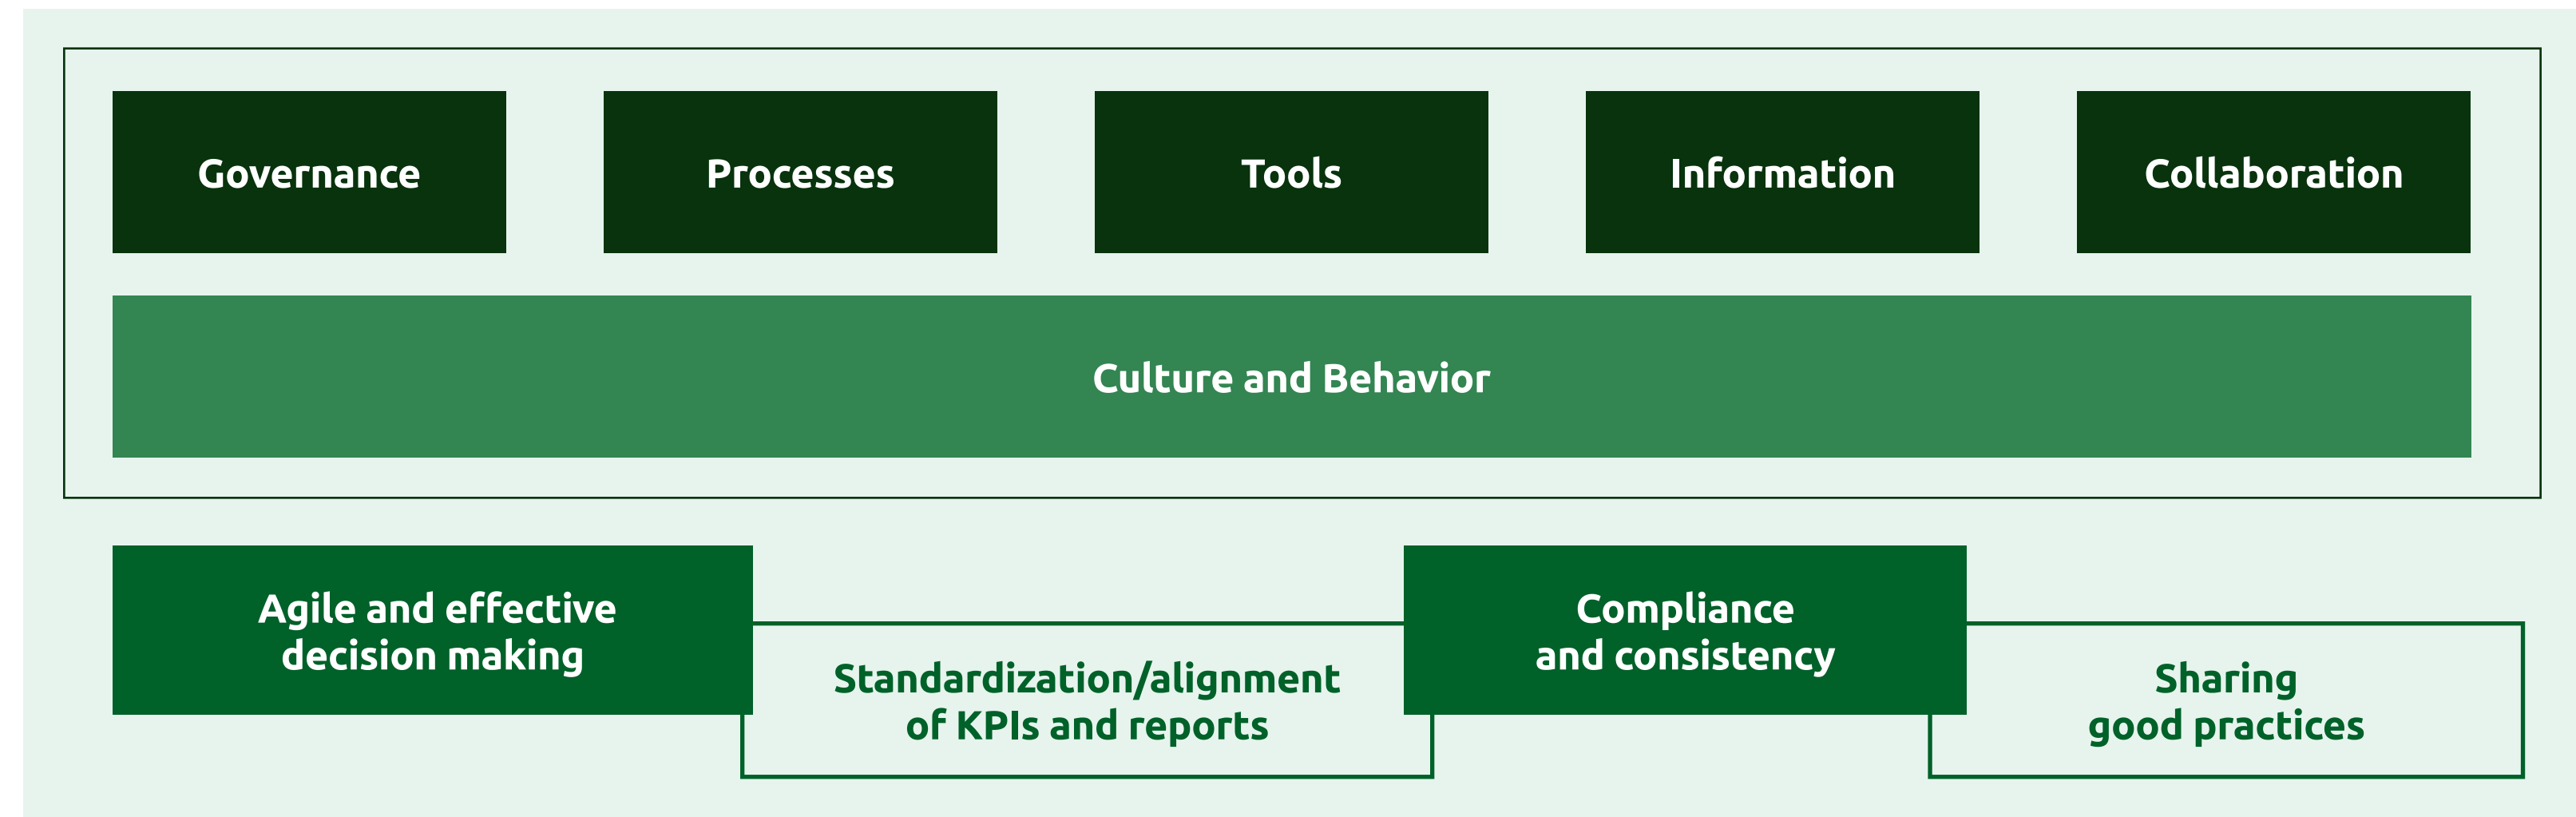 Governance
Processes
Tools
Information
Collaboration
Culture and Behavior
Agile and effective
decision making
Standardization/alignment
of KPIs and reports
Compliance
and consistency
Sharing
good practices